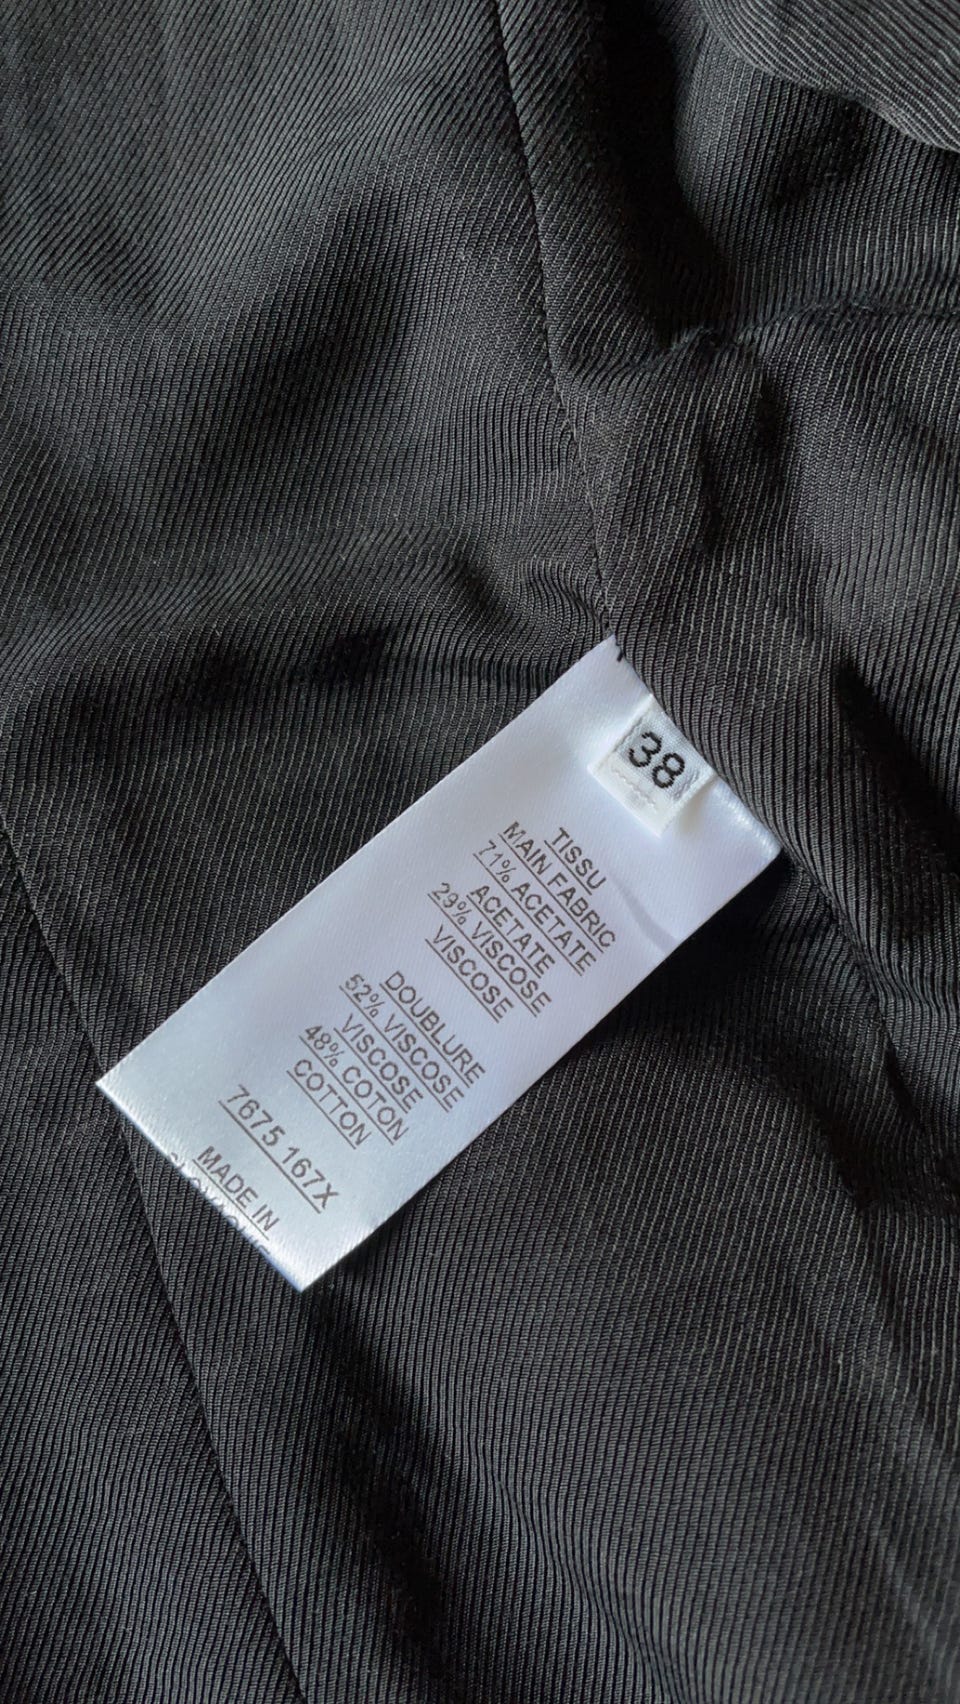 38
TISSU
MAIN FABRIC
71% ACETATE
ACETATE
29% VISCOSE
VISCOSE
DOUBLURE
52% VISCOSE
VISCOSE
48% COTON
COTTON
7675 167X
MADE IN